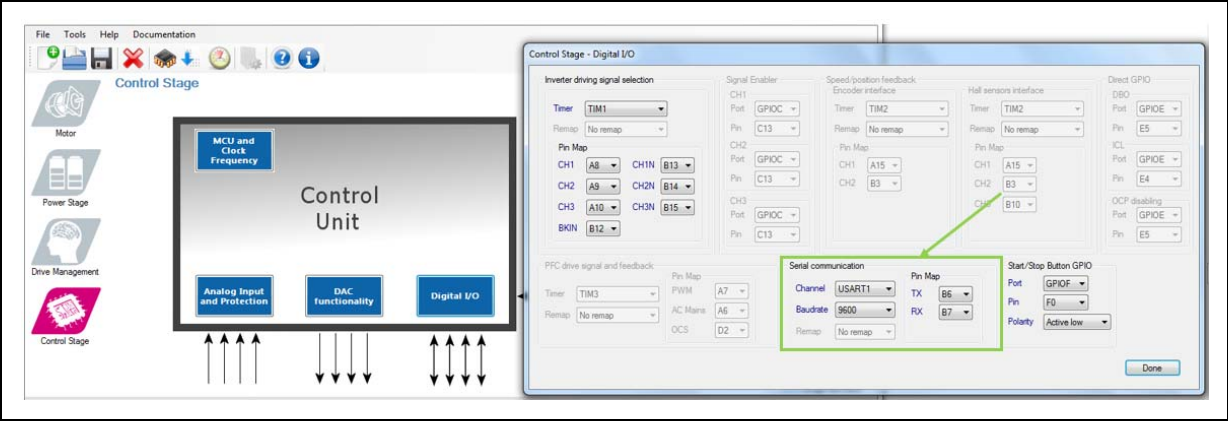 File Tools Help Documentation
Control Stage
Motor
Power Stage
Drive Management
Control Stage
MCU and
Clock
Frequency
Control
Unit
Analog Input
and Protection
DAC
functionality
Digital I/O
Control Stage - Digital I/O
Inverter driving signal selection
Timer TIM1
Remap No remap
Pin Map
CH1 A8 CH1N B13
CH2 A9 CH2N B14
CH3 A10 CH3N B15
BKIN B12
Signal Enabler
CH1
Port GPIOC
Pin C13
CH2
Port GPIOC
Pin C13
CH3
Port GPIOC
Pin C13
Speed/position feedback
Encoder interface
Timer TIM2
Remap No remap
Pin Map
CH1 A15
CH2 B3
Hall sensors interface
Timer TIM2
Remap No remap
Pin Map
CH1 A15
CH2 B3
B10
Direct GPIO
DBO
Port GPIOE
Pin E5
ICL
Port GPIOE
Pin E4
OCP disabling
Port GPIOE
Pin E5
PFC drive signal and feedback
Timer TIM3
Remap No remap
Pin Map
PWM A7
AC Mains A6
OCS D2
Serial communication
Channel USART1
Baudrate 9600
Remap No remap
Pin Map
TX B6
RX B7
Start/Stop Button GPIO
Port GPIOF
Pin F0
Polarity Active low
Done